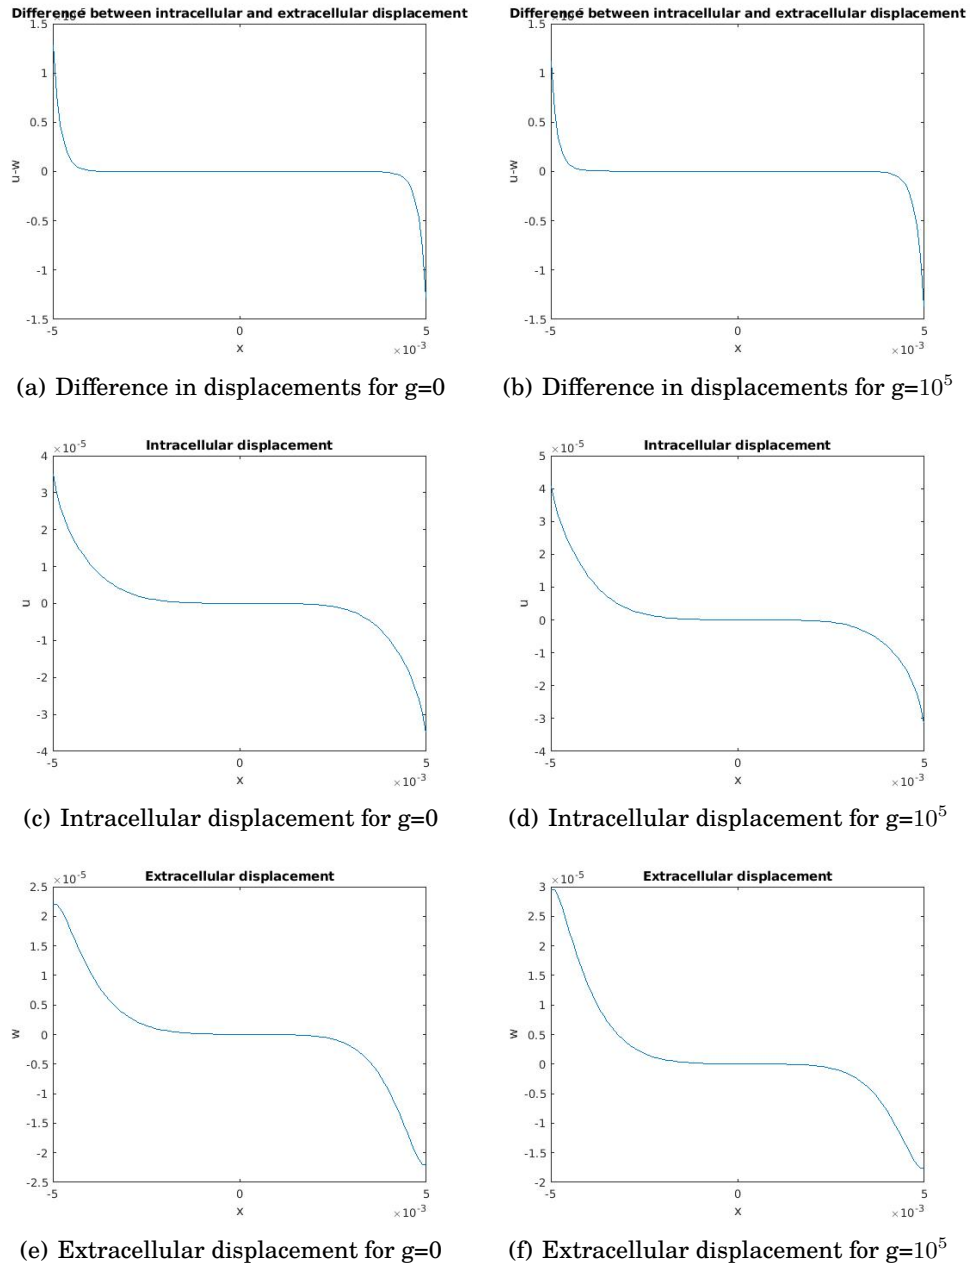 Difference between intracellular and extracellular displacement
1.5
1
0.5
0
-0.5
-1
-1.5
u-w
-5 0 5
x
×10⁻³
(a) Difference in displacements for g=0
Difference between intracellular and extracellular displacement
1.5
1
0.5
0
-0.5
-1
-1.5
u-w
-5 0 5
x
×10⁻³
(b) Difference in displacements for g=10⁵
×10⁻⁵
Intracellular displacement
4
3
2
1
0
-1
-2
-3
-4
u
-5 0 5
x
×10⁻³
(c) Intracellular displacement for g=0
×10⁻⁵
Intracellular displacement
5
4
3
2
1
0
-1
-2
-3
-4
u
-5 0 5
x
×10⁻³
(d) Intracellular displacement for g=10⁵
×10⁻⁵
Extracellular displacement
2.5
2
1.5
1
0.5
0
-0.5
-1
-1.5
-2
-2.5
w
-5 0 5
x
×10⁻³
(e) Extracellular displacement for g=0
×10⁻⁵
Extracellular displacement
3
2.5
2
1.5
1
0.5
0
-0.5
-1
-1.5
-2
w
-5 0 5
x
×10⁻³
(f) Extracellular displacement for g=10⁵